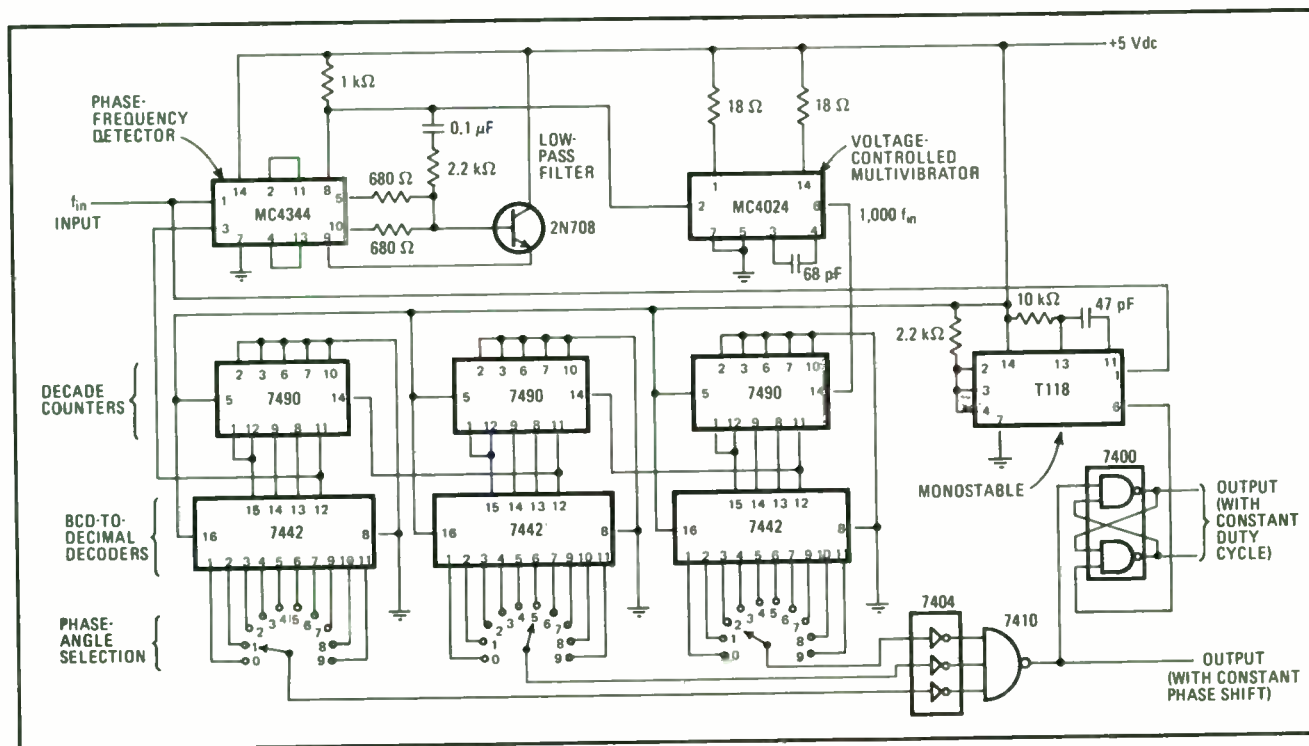 +5 Vdc
1 kΩ
18 Ω
18 Ω
PHASE-
FREQUENCY
DETECTOR
0.1 μF
2.2 kΩ
LOW-
PASS
FILTER
VOLTAGE-
CONTROLLED
MULTIVIBRATOR
14 2 11 8
1 MC4344 5
3 10
7 4 13 9
fin
INPUT
680 Ω
680 Ω
2N708
1 14
2 MC4024 6
7 5 3 4
1,000 fin
68 pF
10 kΩ
47 pF
2.2 kΩ
14 13 11
2 1
3 T118
4 6
7
MONOSTABLE
DECADE
COUNTERS
2 3 6 7 10
5 7490 14
1 12 9 8 11
2 3 6 7 10
5 7490 14
1 12 9 8 11
2 3 6 7 10
5 7490 14
1 12 9 8 11
BCD-TO-
DECIMAL
DECODERS
15 14 13 12
16 7442 8
1 2 3 4 5 6 7 9 10 11
15 14 13 12
16 7442 8
1 2 3 4 5 6 7 9 10 11
15 14 13 12
16 7442 8
1 2 3 4 5 6 7 9 10 11
PHASE-
ANGLE
SELECTION
0 1 2 3 4 5 6 7 8 9
0 1 2 3 4 5 6 7 8 9
0 1 2 3 4 5 6 7 8 9
7400
OUTPUT
(WITH
CONSTANT
DUTY
CYCLE)
7404
7410
OUTPUT
(WITH CONSTANT
PHASE SHIFT)